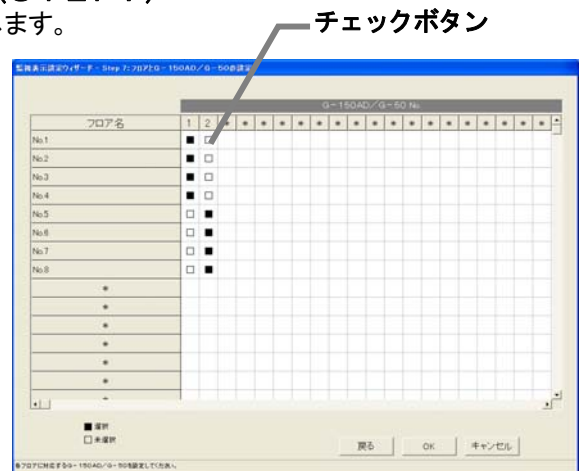 します。
チェックボタン
監視表示設定ウィザード - Step 7:フロアとG-150AD/G-50の設定
G-150AD/G-50 No.
フロア名 1 2 * * * * * * * * * * * * * * * * *
No.1 ■ □
No.2 ■ □
No.3 ■ □
No.4 ■ □
No.5 □ ■
No.6 □ ■
No.7 □ ■
No.8 □ ■
*
*
*
*
*
*
*
■ 選択
□ 未選択
戻る OK キャンセル
各フロアに対応するG-150AD/G-50を設定してください。